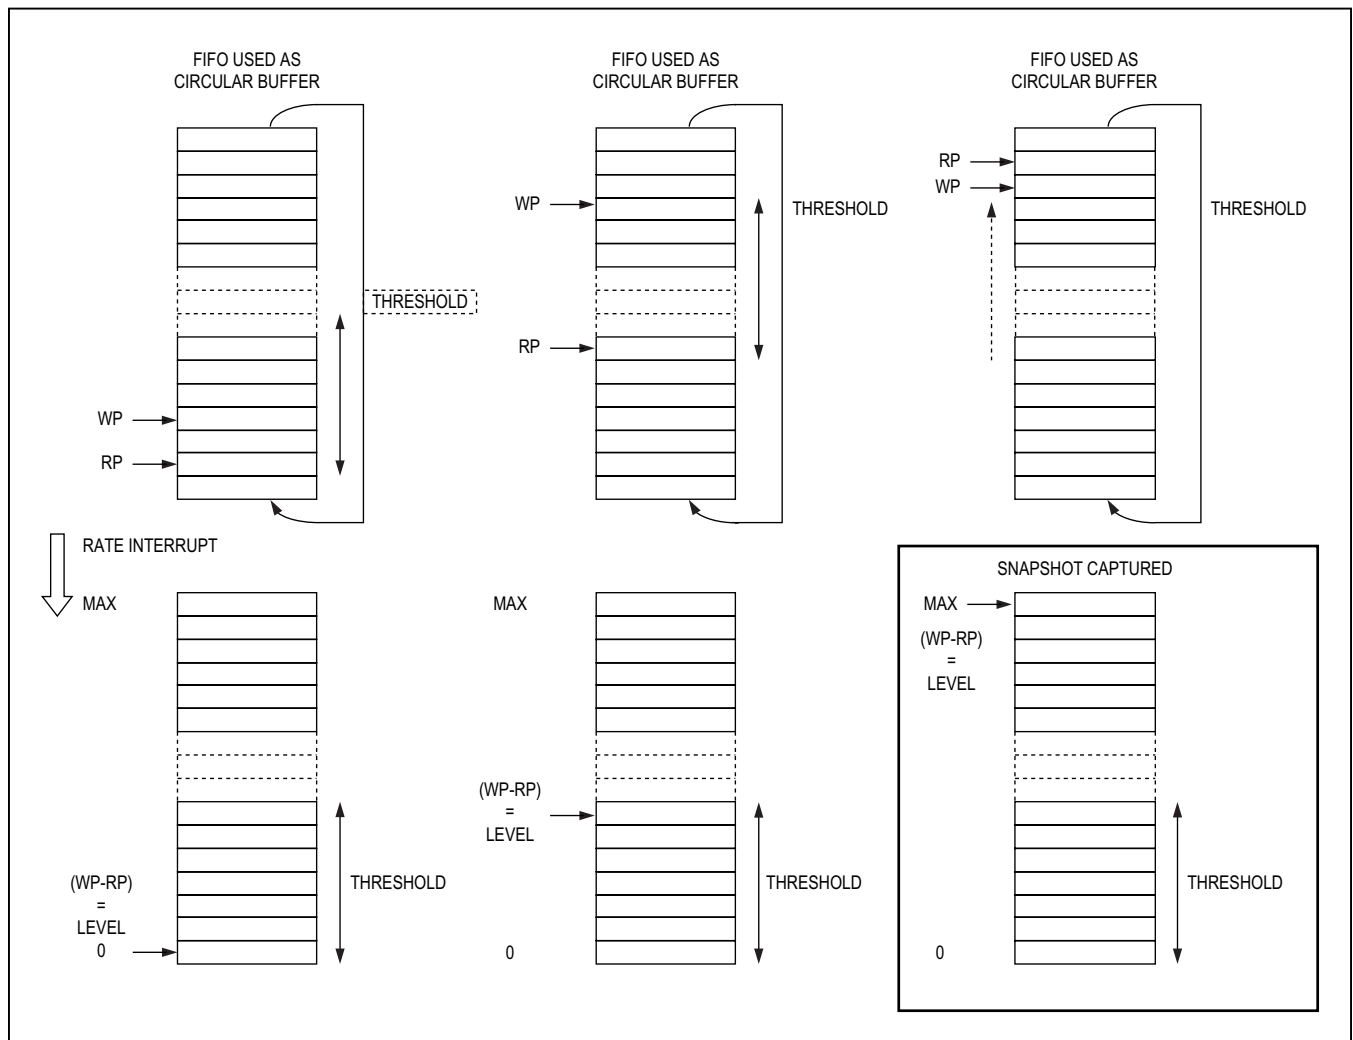 FIFO USED AS
CIRCULAR BUFFER
THRESHOLD
WP
RP
FIFO USED AS
CIRCULAR BUFFER
WP
THRESHOLD
RP
FIFO USED AS
CIRCULAR BUFFER
RP
WP
THRESHOLD
RATE INTERRUPT
MAX
(WP-RP)
=
LEVEL
0
THRESHOLD
MAX
(WP-RP)
=
LEVEL
0
THRESHOLD
SNAPSHOT CAPTURED
MAX
(WP-RP)
=
LEVEL
0
THRESHOLD